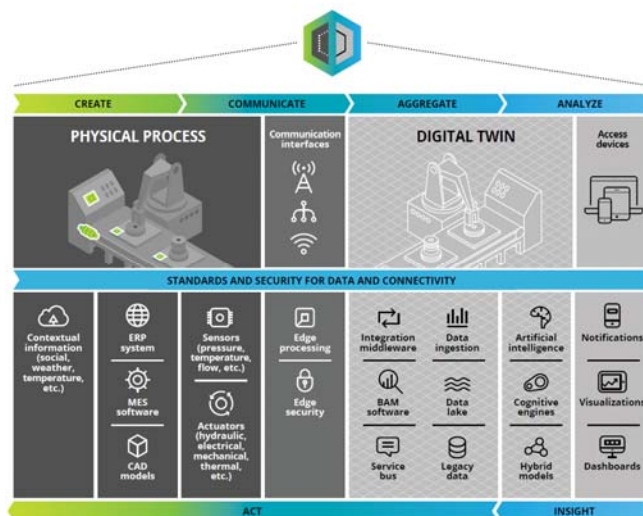 CREATE
COMMUNICATE
AGGREGATE
ANALYZE
PHYSICAL PROCESS
Communication
interfaces
DIGITAL TWIN
Access
devices
STANDARDS AND SECURITY FOR DATA AND CONNECTIVITY
Contextual
information
(social,
weather,
temperature,
etc.)
ERP
system
MES
software
CAD
models
Sensors
(pressure,
temperature,
flow, etc.)
Actuators
(hydraulic,
electrical,
mechanical,
thermal,
etc.)
Edge
processing
Edge
security
Integration
middleware
Data
ingestion
BAM
software
Data
lake
Service
bus
Legacy
data
Artificial
intelligence
Cognitive
engines
Hybrid
models
Notifications
Visualizations
Dashboards
ACT
INSIGHT